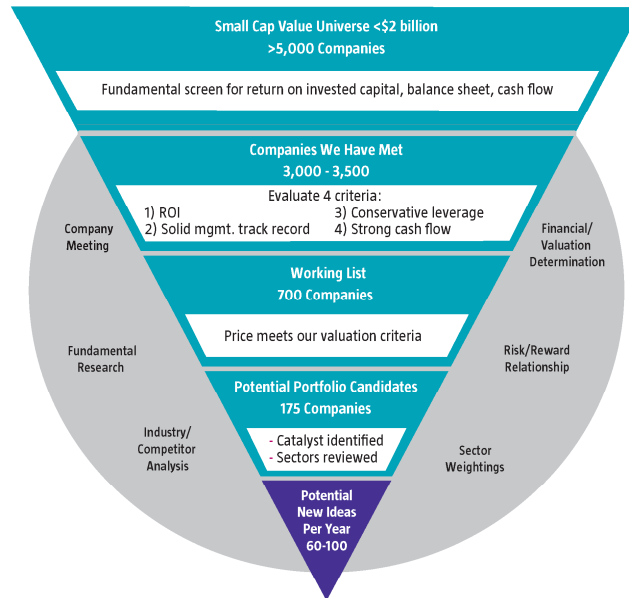 Small Cap Value Universe <$2 billion
>5,000 Companies
Fundamental screen for return on invested capital, balance sheet, cash flow
Companies We Have Met
3,000 - 3,500
Evaluate 4 criteria:
1) ROI
2) Solid mgmt. track record
3) Conservative leverage
4) Strong cash flow
Company
Meeting
Financial/
Valuation
Determination
Working List
700 Companies
Price meets our valuation criteria
Fundamental
Research
Risk/Reward
Relationship
Potential Portfolio Candidates
175 Companies
- Catalyst identified
- Sectors reviewed
Industry/
Competitor
Analysis
Sector
Weightings
Potential
New Ideas
Per Year
60-100